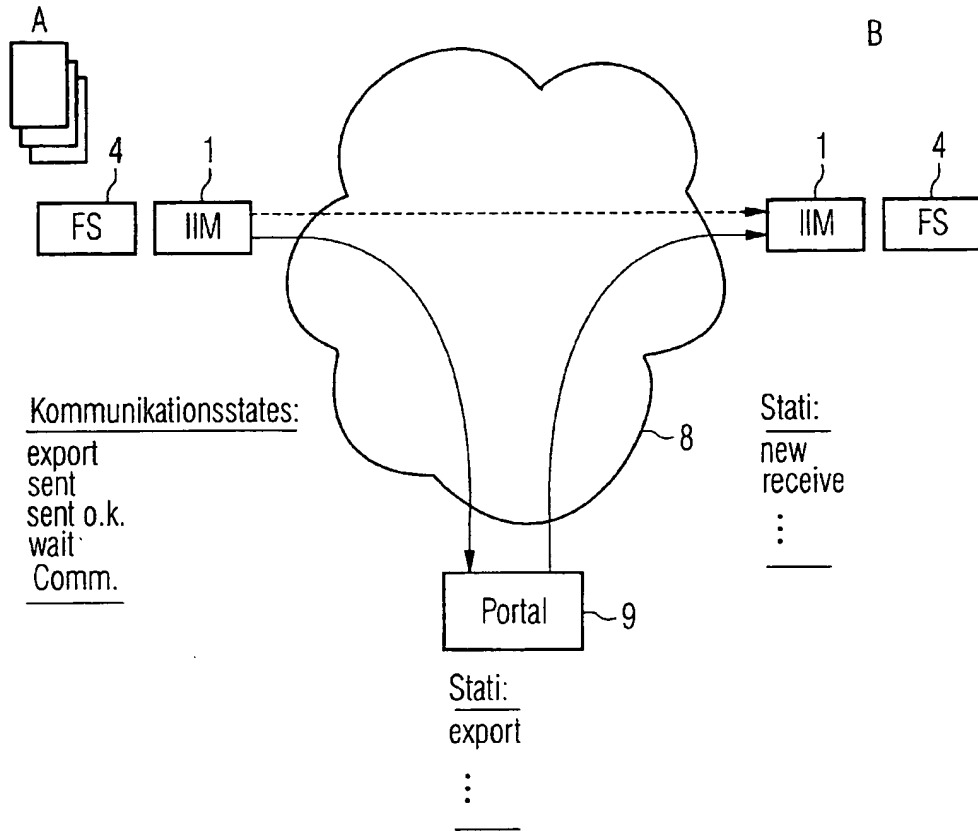 A
B
4
1
1
4
FS
IIM
IIM
FS
Kommunikationsstates:
export
sent
sent o.k.
wait
Comm.
8
Stati:
new
receive
Portal
9
Stati:
export